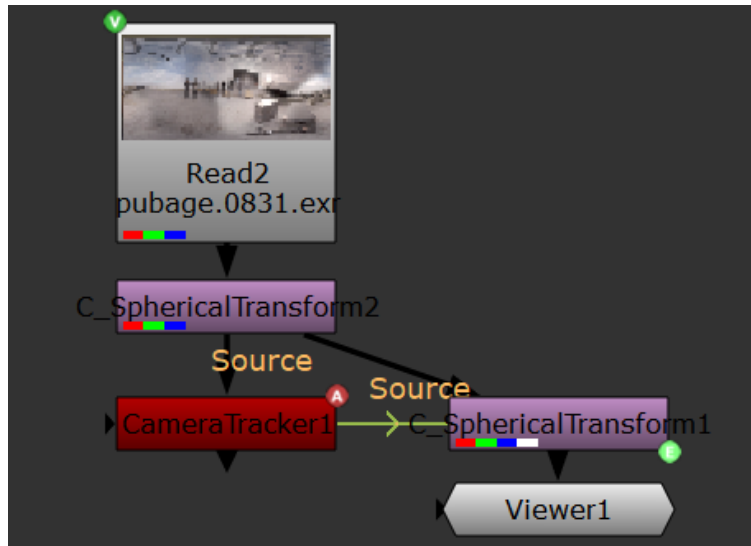 V
Read2
pubage.0831.exr
C_SphericalTransform2
Source
Source
A
CameraTracker1
C_SphericalTransform1
E
Viewer1